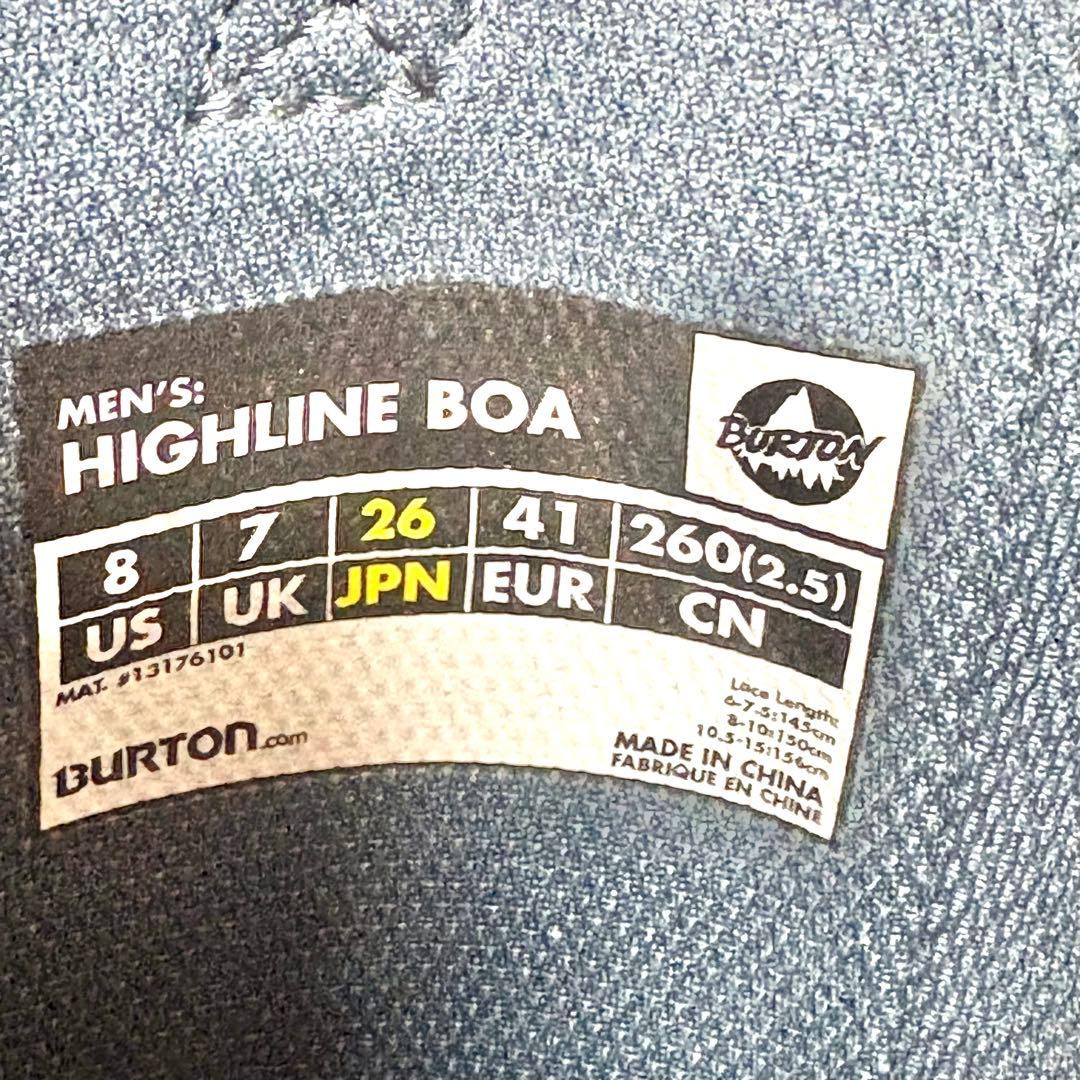 MEN'S:
HIGHLINE BOA
BURTON
8 7 26 41 260(2.5)
US UK JPN EUR CN
MAT. #13176101
BURTON.com
Lace Length:
6-7.5:145cm
8-10:150cm
10.5-15:156cm
MADE IN CHINA
FABRIQUE EN CHINE